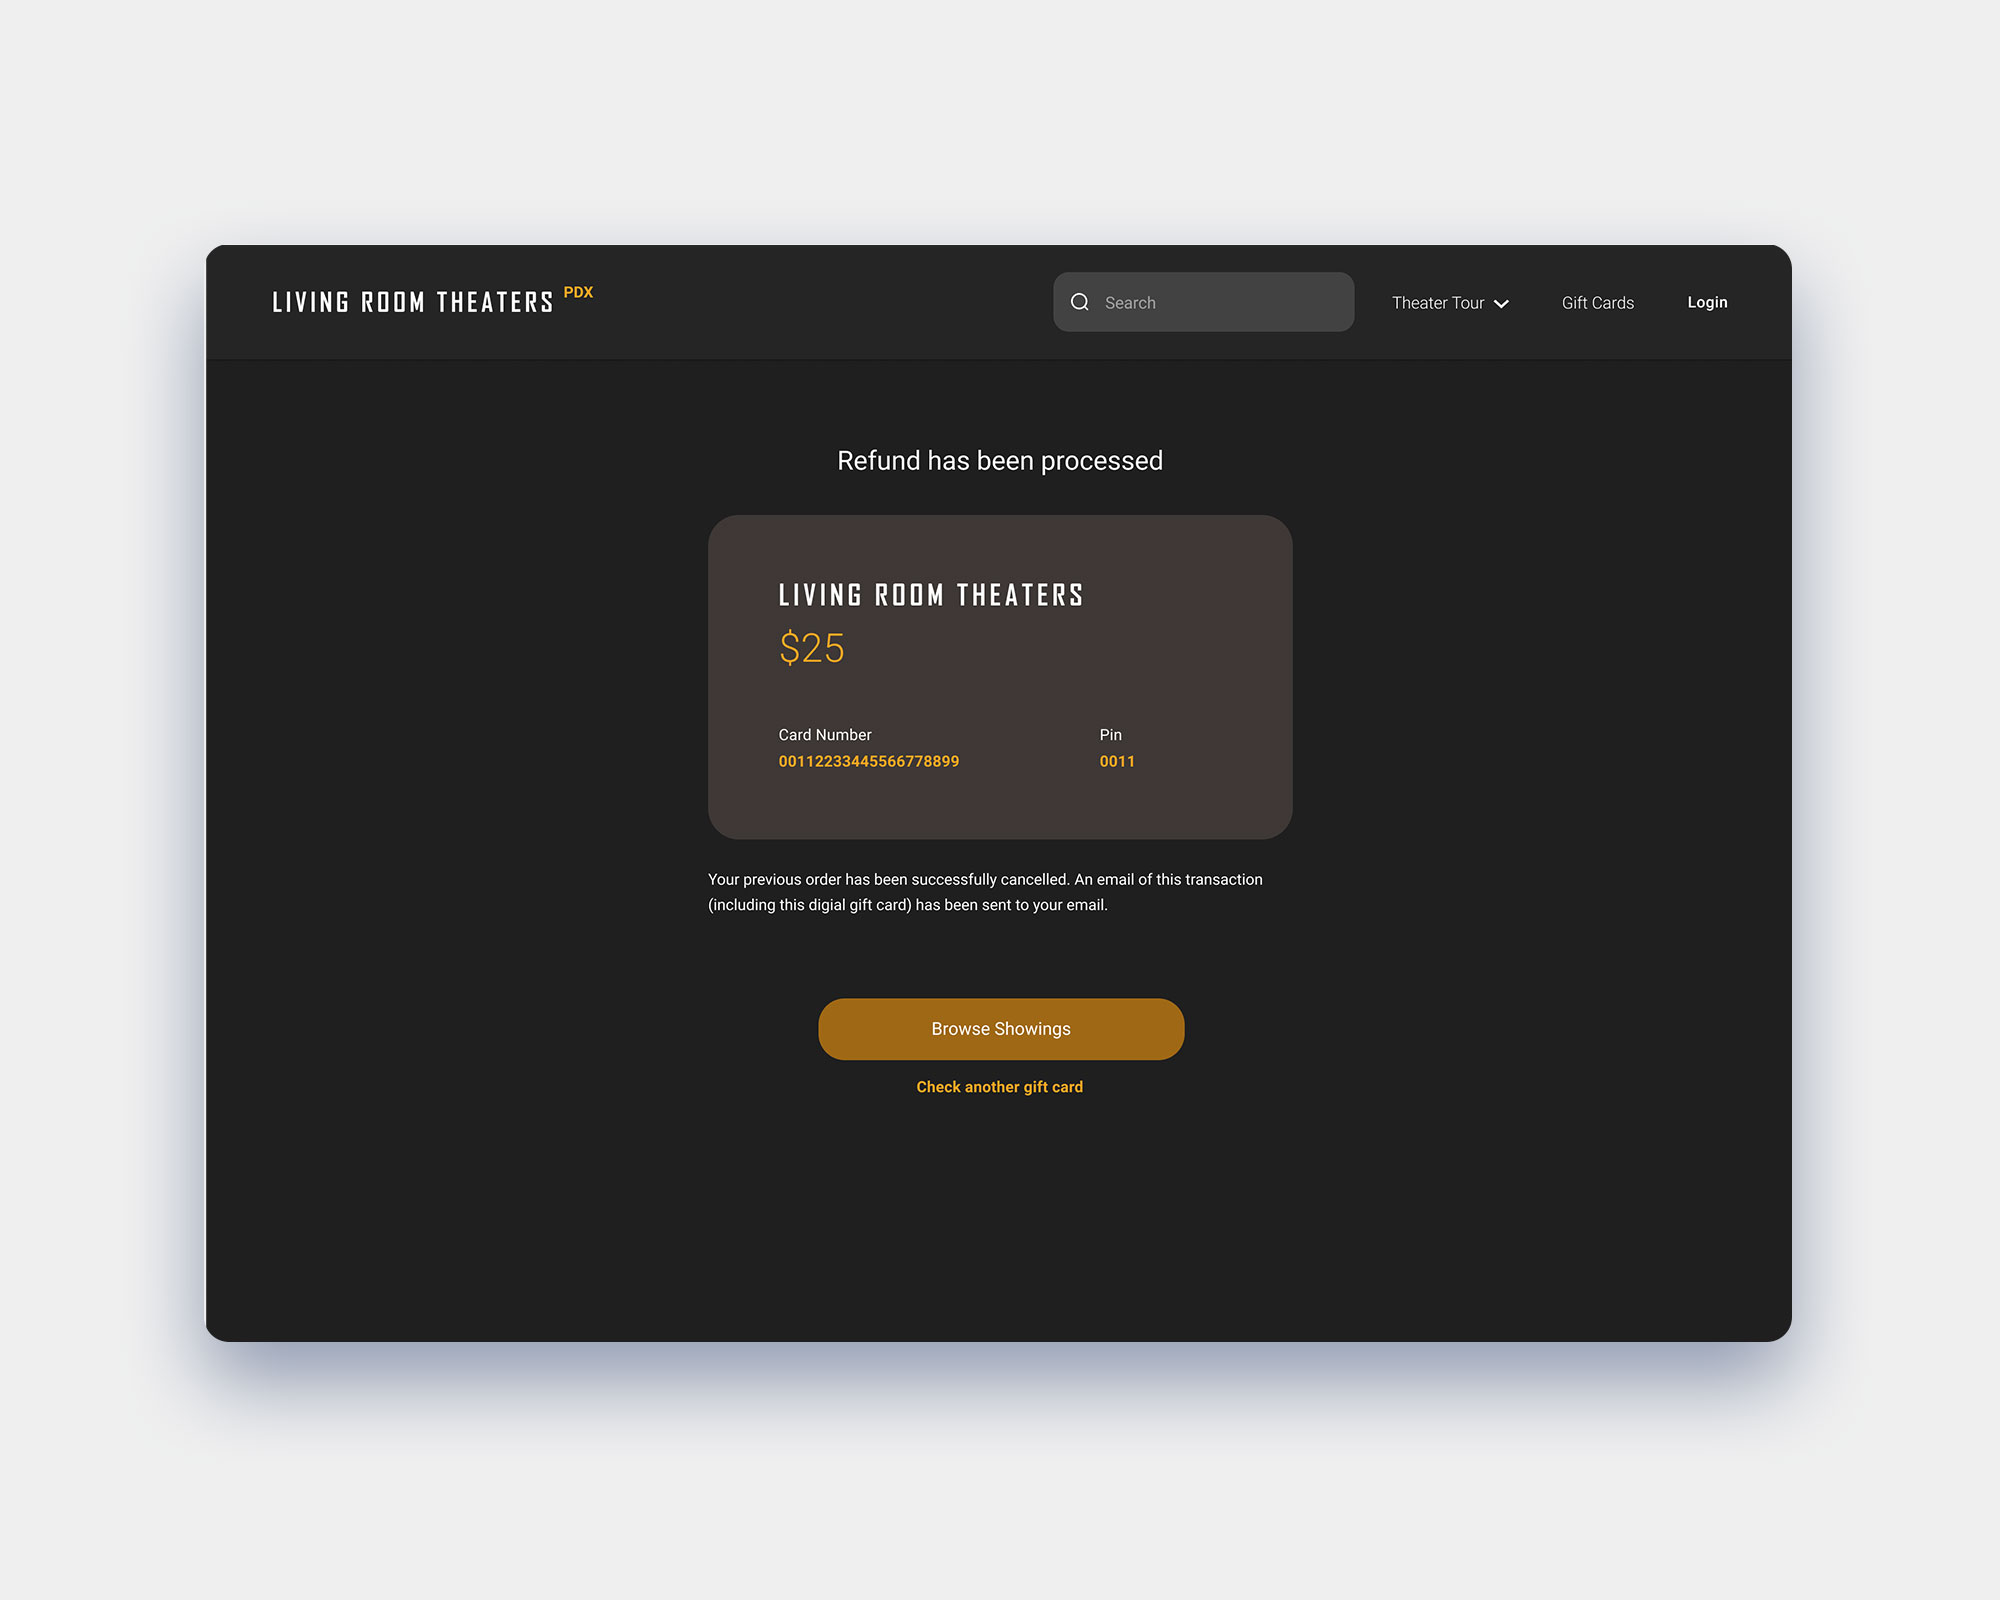 LIVING ROOM THEATERS PDX
Search
Theater Tour
Gift Cards
Login
Refund has been processed
LIVING ROOM THEATERS
$25
Card Number
Pin
00112233445566778899
0011
Your previous order has been successfully cancelled. An email of this transaction
(including this digial gift card) has been sent to your email.
Browse Showings
Check another gift card